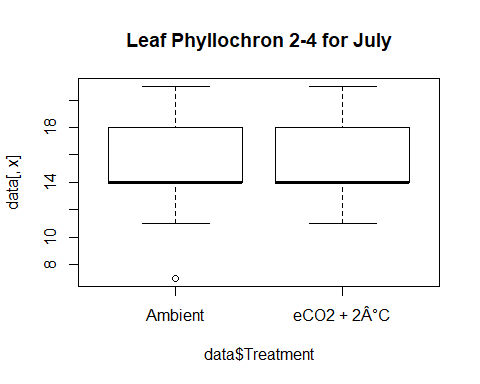 Leaf Phyllochron 2-4 for July
data[, x]
18
14
10
8
Ambient
eCO2 + 2Â°C
data$Treatment